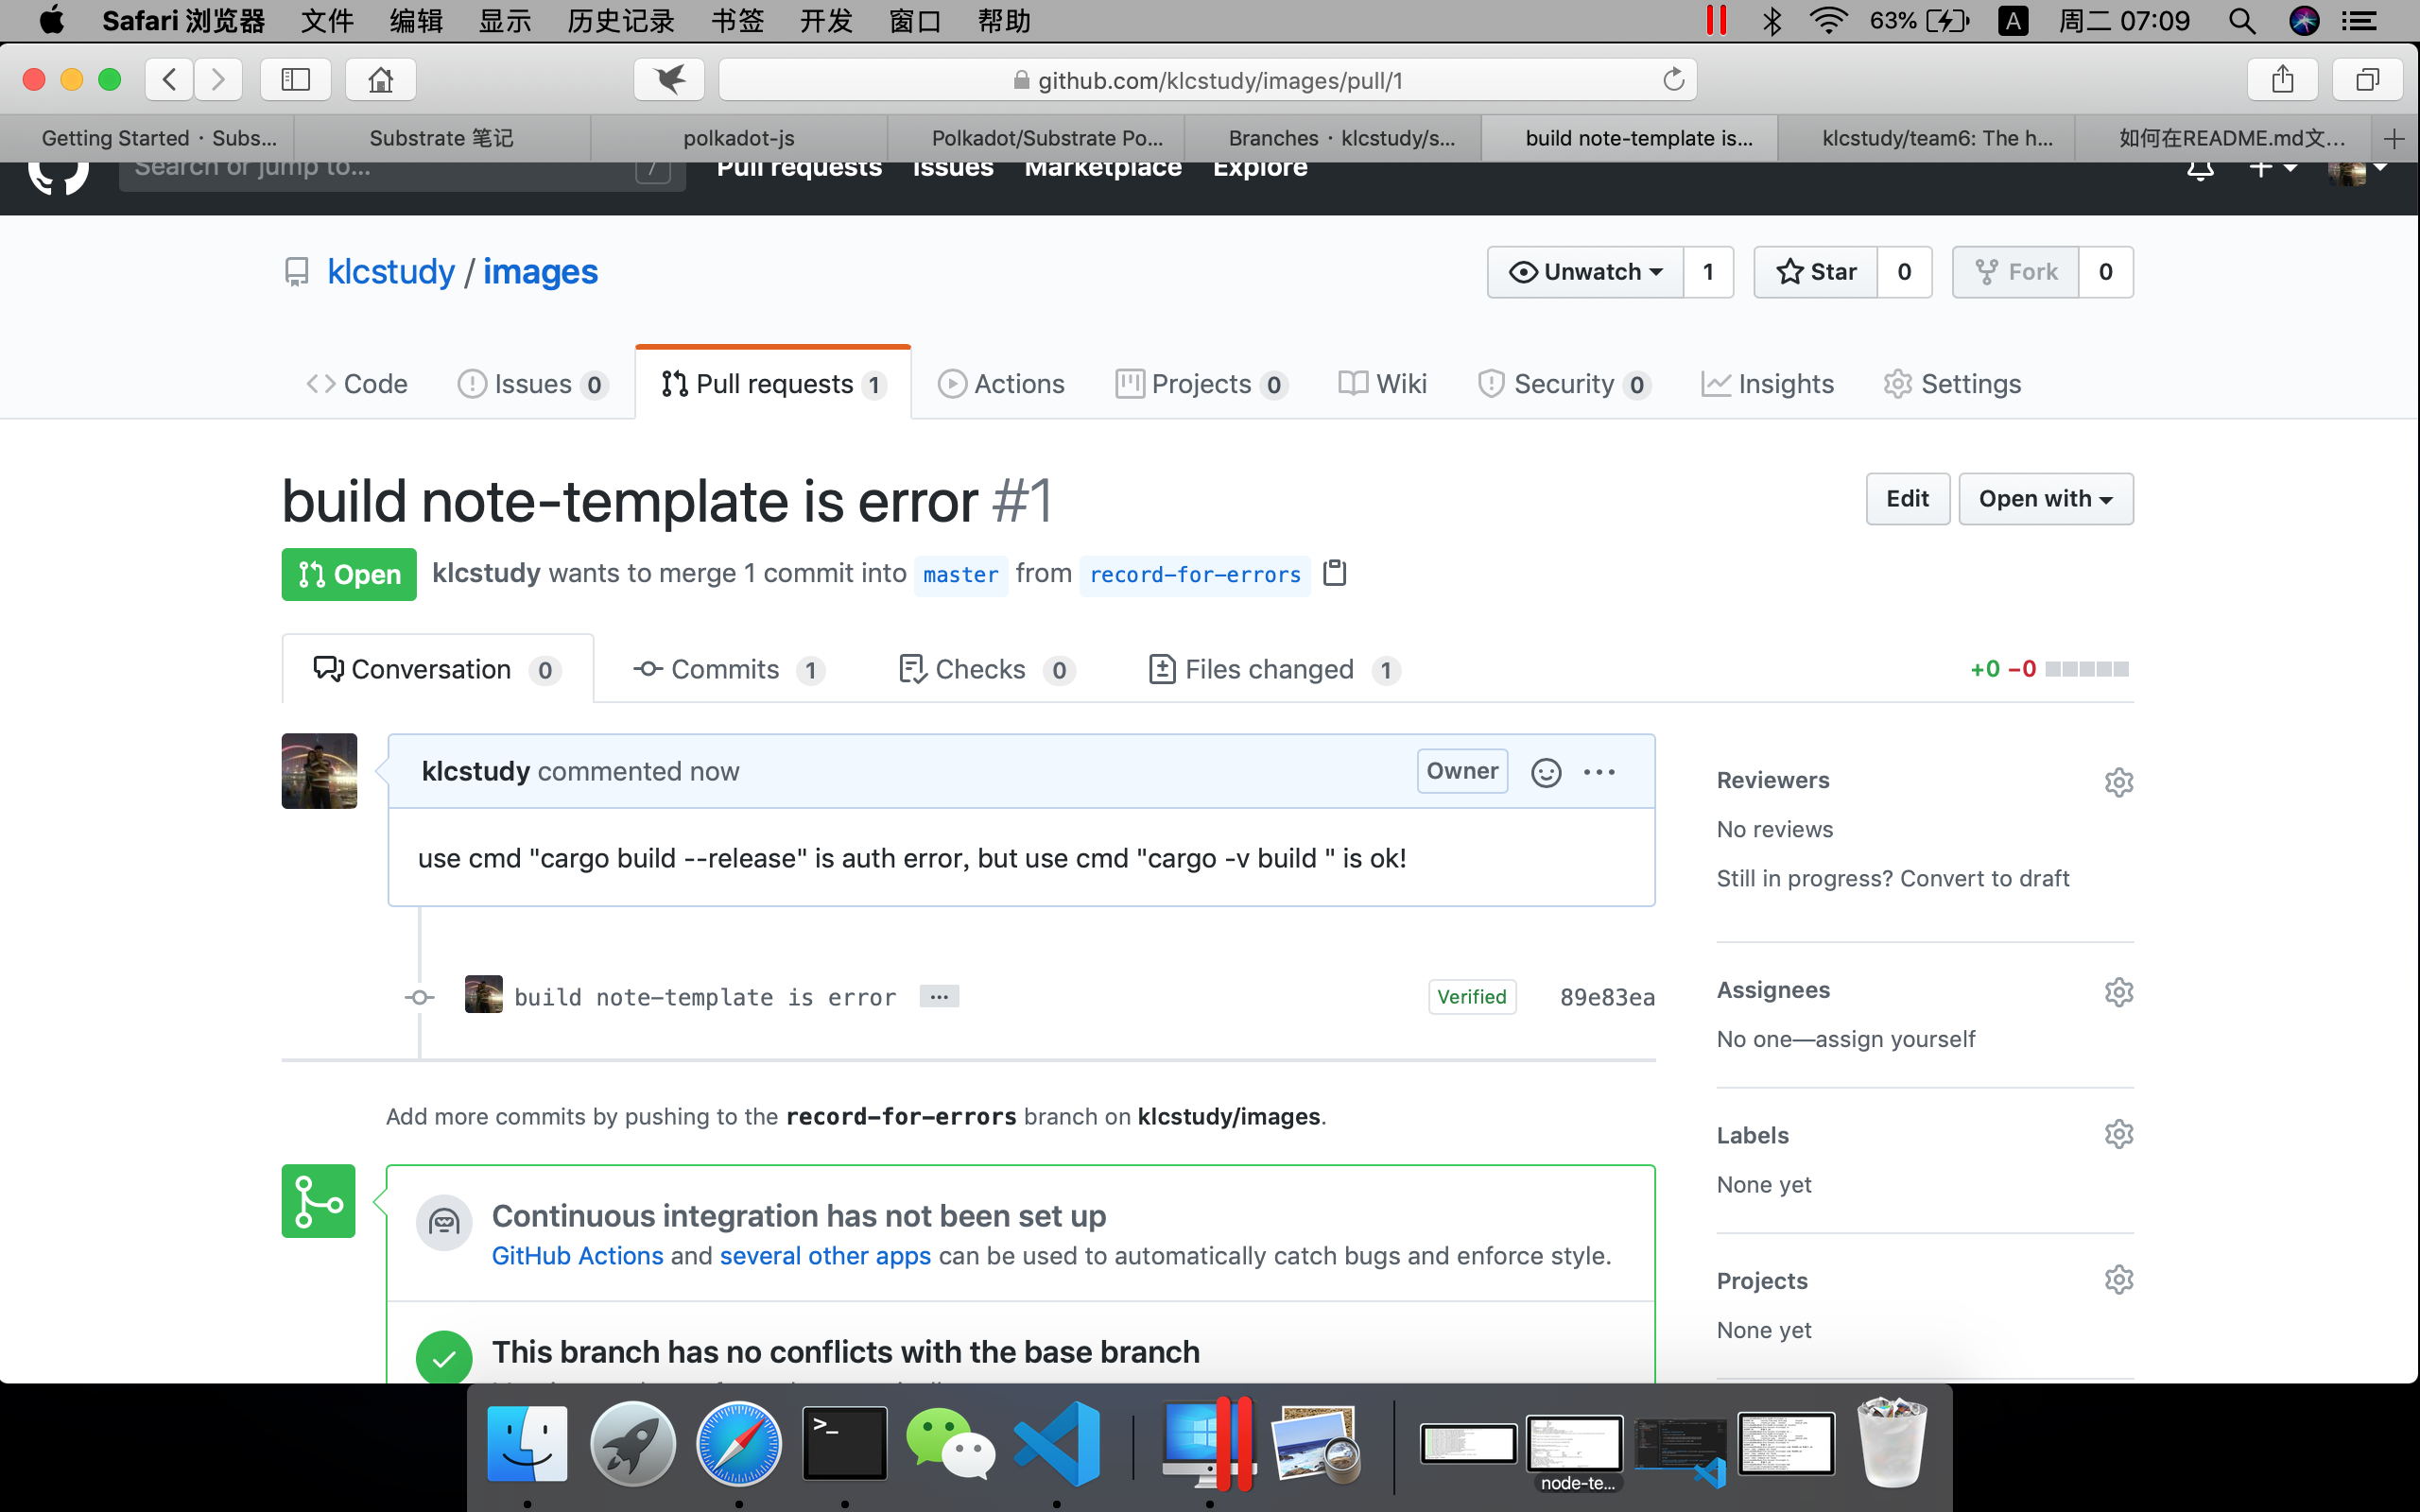 Safari 浏览器 文件 编辑 显示 历史记录 书签 开发 窗口 帮助 63% A 周二 07:09
github.com/klcstudy/images/pull/1
Getting Started · Subs... Substrate 笔记 polkadot-js Polkadot/Substrate Po... Branches · klcstudy/s... build note-template is... klcstudy/team6: The h... 如何在README.md文...
Search or jump to... / Pull requests Issues Marketplace Explore
klcstudy / images Unwatch 1 Star 0 Fork 0
Code Issues 0 Pull requests 1 Actions Projects 0 Wiki Security 0 Insights Settings
build note-template is error #1 Edit Open with
Open klcstudy wants to merge 1 commit into master from record-for-errors
Conversation 0 Commits 1 Checks 0 Files changed 1 +0 −0
klcstudy commented now Owner
use cmd "cargo build --release" is auth error, but use cmd "cargo -v build " is ok!
build note-template is error ... Verified 89e83ea
Add more commits by pushing to the record-for-errors branch on klcstudy/images.
Continuous integration has not been set up
GitHub Actions and several other apps can be used to automatically catch bugs and enforce style.
This branch has no conflicts with the base branch
Reviewers
No reviews
Still in progress? Convert to draft
Assignees
No one—assign yourself
Labels
None yet
Projects
None yet
>_
node-te...